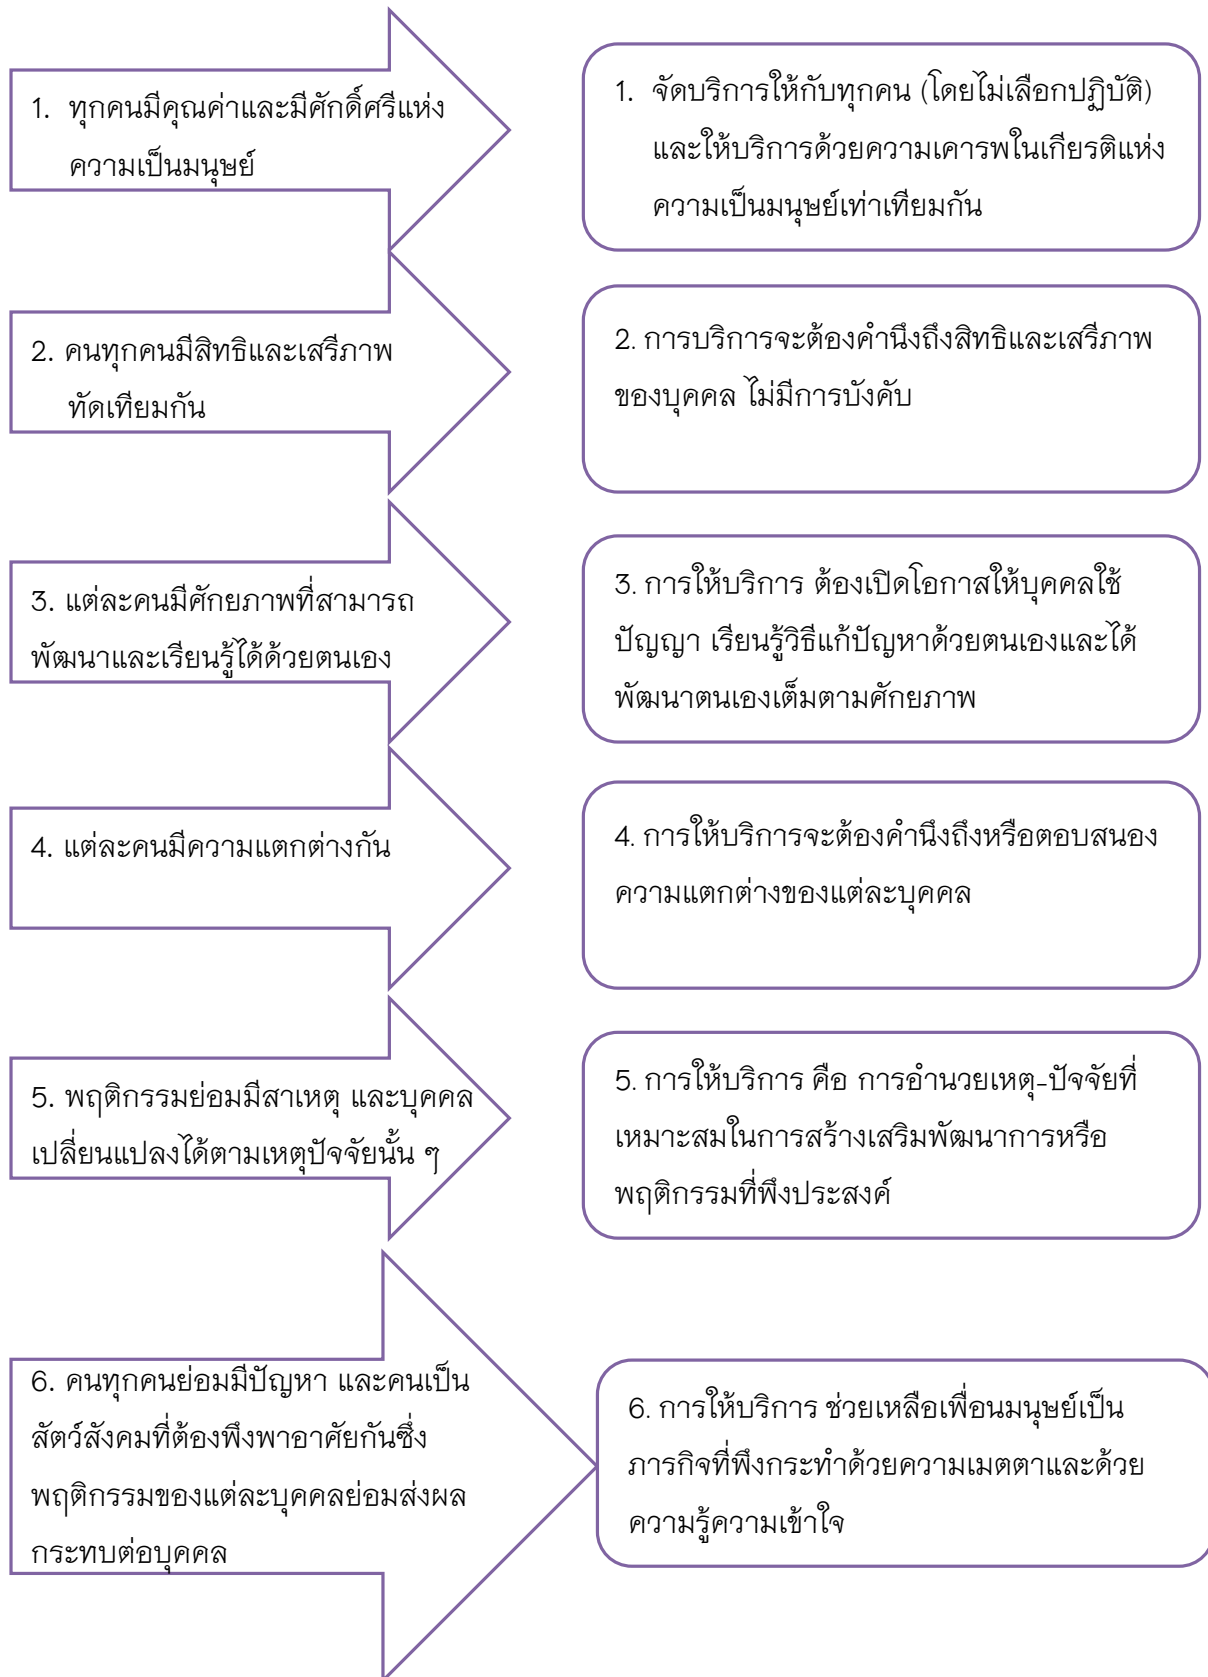 1. ทุกคนมีคุณค่าและมีศักดิ์ศรีแห่ง
ความเป็นมนุษย์
1. จัดบริการให้กับทุกคน (โดยไม่เลือกปฏิบัติ)
และให้บริการด้วยความเคารพในเกียรติแห่ง
ความเป็นมนุษย์เท่าเทียมกัน
2. คนทุกคนมีสิทธิและเสรีภาพ
ทัดเทียมกัน
2. การบริการจะต้องคำนึงถึงสิทธิและเสรีภาพ
ของบุคคล ไม่มีการบังคับ
3. แต่ละคนมีศักยภาพที่สามารถ
พัฒนาและเรียนรู้ได้ด้วยตนเอง
3. การให้บริการ ต้องเปิดโอกาสให้บุคคลใช้
ปัญญา เรียนรู้วิธีแก้ปัญหาด้วยตนเองและได้
พัฒนาตนเองเต็มตามศักยภาพ
4. แต่ละคนมีความแตกต่างกัน
4. การให้บริการจะต้องคำนึงถึงหรือตอบสนอง
ความแตกต่างของแต่ละบุคคล
5. พฤติกรรมย่อมมีสาเหตุ และบุคคล
เปลี่ยนแปลงได้ตามเหตุปัจจัยนั้น ๆ
5. การให้บริการ คือ การอำนวยเหตุ-ปัจจัยที่
เหมาะสมในการสร้างเสริมพัฒนาการหรือ
พฤติกรรมที่พึงประสงค์
6. คนทุกคนย่อมมีปัญหา และคนเป็น
สัตว์สังคมที่ต้องพึงพาอาศัยกันซึ่ง
พฤติกรรมของแต่ละบุคคลย่อมส่งผล
กระทบต่อบุคคล
6. การให้บริการ ช่วยเหลือเพื่อนมนุษย์เป็น
ภารกิจที่พึงกระทำด้วยความเมตตาและด้วย
ความรู้ความเข้าใจ